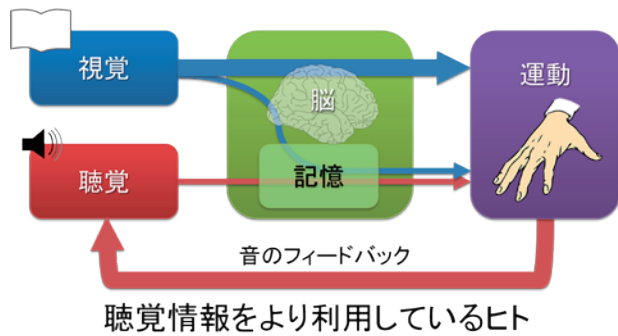 視覚
脳
運動
聴覚
記憶
音のフィードバック
聴覚情報をより利用しているヒト